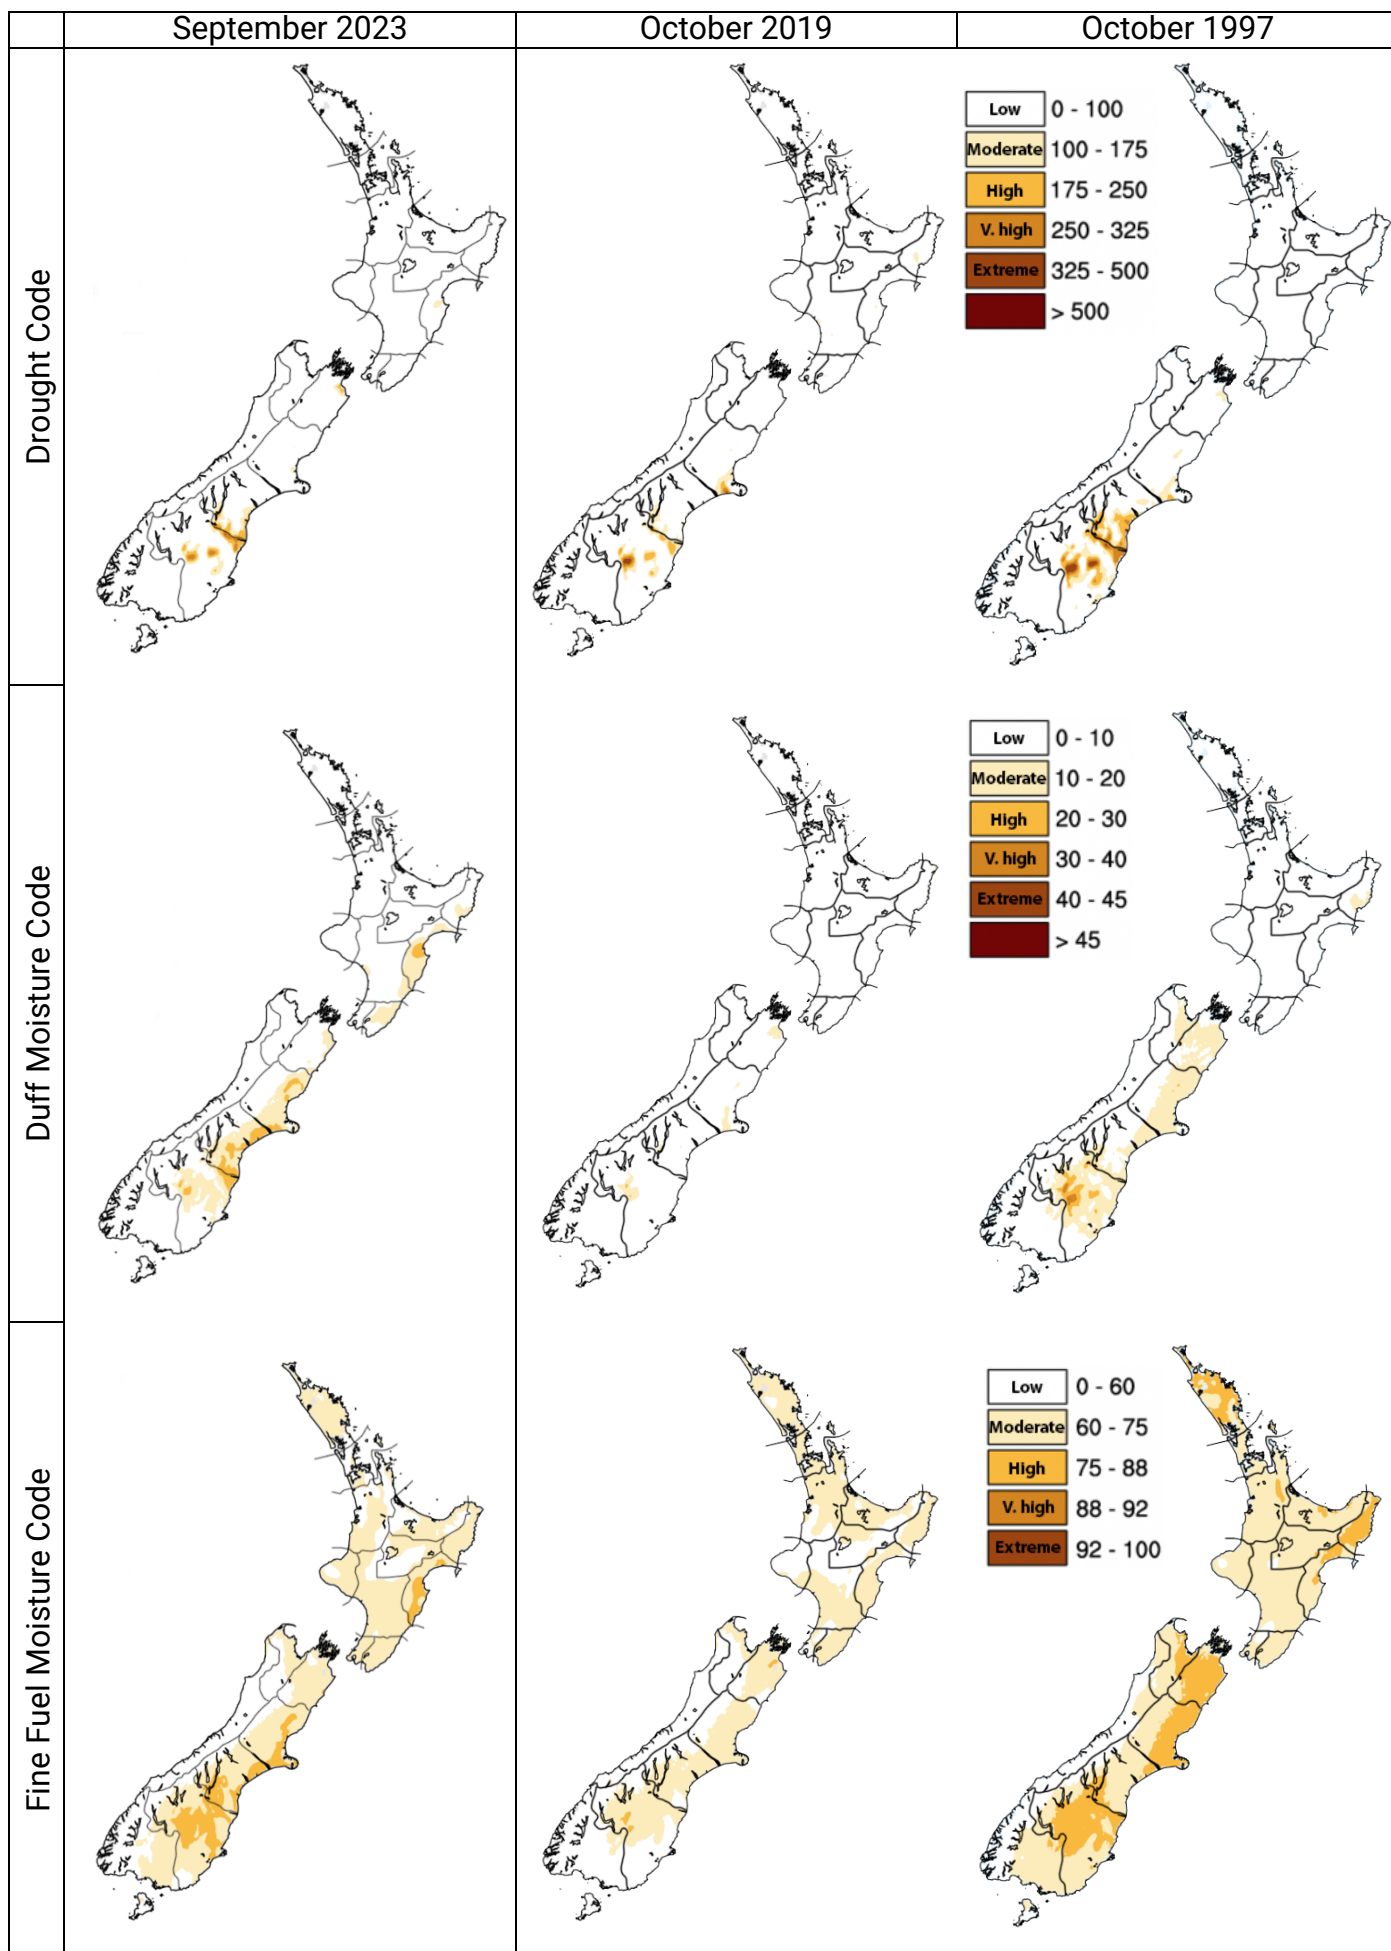 September 2023
October 2019
October 1997
Drought Code
Low 0 - 100
Moderate 100 - 175
High 175 - 250
V. high 250 - 325
Extreme 325 - 500
> 500
Duff Moisture Code
Low 0 - 10
Moderate 10 - 20
High 20 - 30
V. high 30 - 40
Extreme 40 - 45
> 45
Fine Fuel Moisture Code
Low 0 - 60
Moderate 60 - 75
High 75 - 88
V. high 88 - 92
Extreme 92 - 100